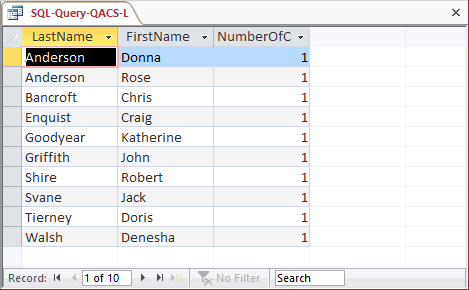 SQL-Query-QACS-L
LastName FirstName NumberOfC
Anderson Donna 1
Anderson Rose 1
Bancroft Chris 1
Enquist Craig 1
Goodyear Katherine 1
Griffith John 1
Shire Robert 1
Svane Jack 1
Tierney Doris 1
Walsh Denesha 1
Record: 1 of 10 No Filter Search